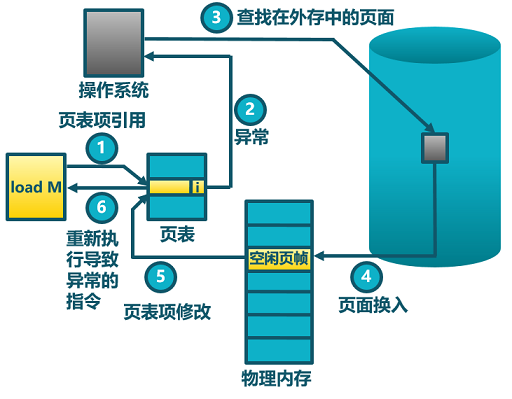 3 查找在外存中的页面
操作系统
页表项引用
2
异常
1
load M
i
6
页表
重新执
行导致
异常的
指令
空闲页帧
5
4
页面换入
页表项修改
物理内存